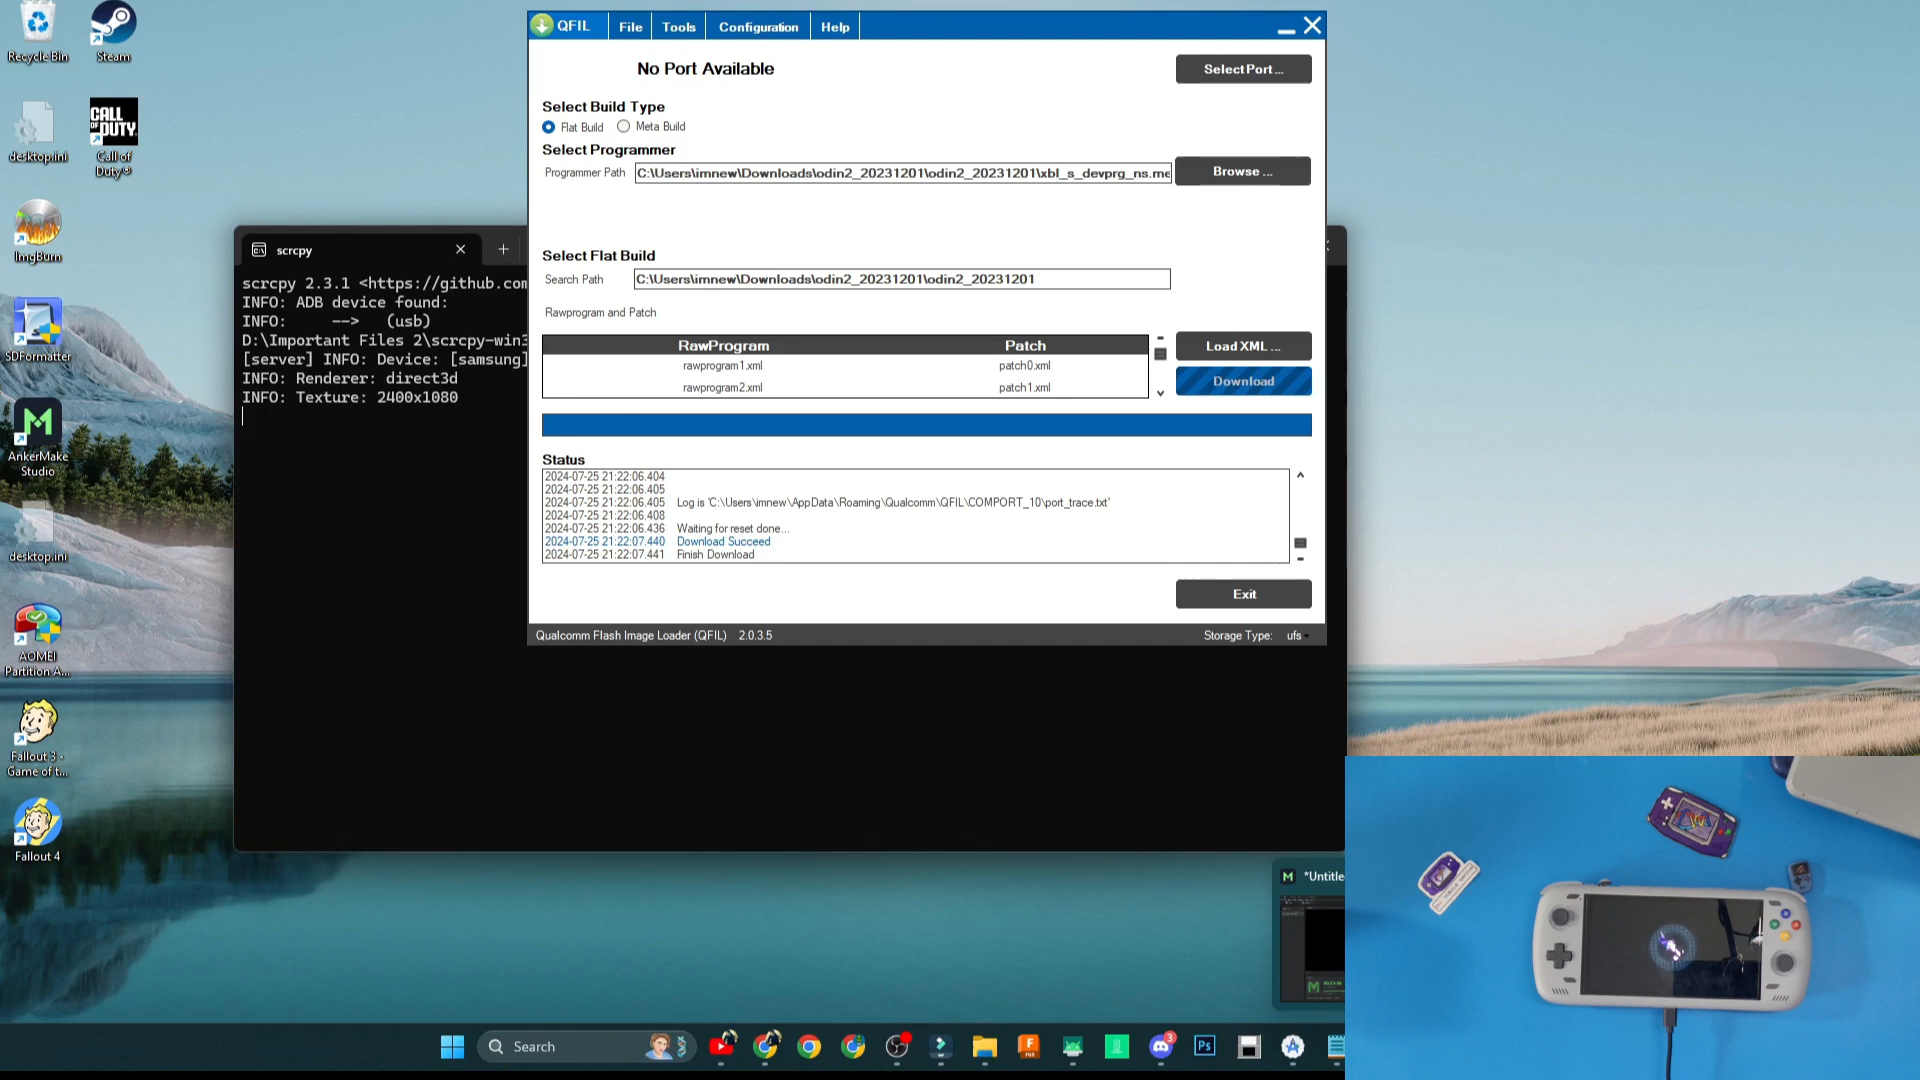 Recycle Bin
Steam
desktop.ini
CALL OF DUTY
Call of
Duty®
ImgBurn
SDFormatter
AnkerMake
Studio
desktop.ini
AOMEI
Partition A...
Fallout 3 -
Game of t...
Fallout 4
scrcpy
scrcpy 2.3.1 <https://github.com
INFO: ADB device found:
INFO:     -->   (usb)
D:\Important Files 2\scrcpy-win3
[server] INFO: Device: [samsung]
INFO: Renderer: direct3d
INFO: Texture: 2400x1080
QFIL File Tools Configuration Help
No Port Available
Select Port ...
Select Build Type
Flat Build Meta Build
Select Programmer
Programmer Path C:\Users\imnew\Downloads\odin2_20231201\odin2_20231201\xbl_s_devprg_ns.me
Browse ...
Select Flat Build
Search Path C:\Users\imnew\Downloads\odin2_20231201\odin2_20231201
Rawprogram and Patch
RawProgram Patch
rawprogram1.xml patch0.xml
rawprogram2.xml patch1.xml
Load XML ...
Download
Status
2024-07-25 21:22:06.404
2024-07-25 21:22:06.405
2024-07-25 21:22:06.405 Log is 'C:\Users\imnew\AppData\Roaming\Qualcomm\QFIL\COMPORT_10\port_trace.txt'
2024-07-25 21:22:06.408
2024-07-25 21:22:06.436 Waiting for reset done...
2024-07-25 21:22:07.440 Download Succeed
2024-07-25 21:22:07.441 Finish Download
Exit
Qualcomm Flash Image Loader (QFIL) 2.0.3.5
Storage Type: ufs
*Untitle
Search
3
Ps